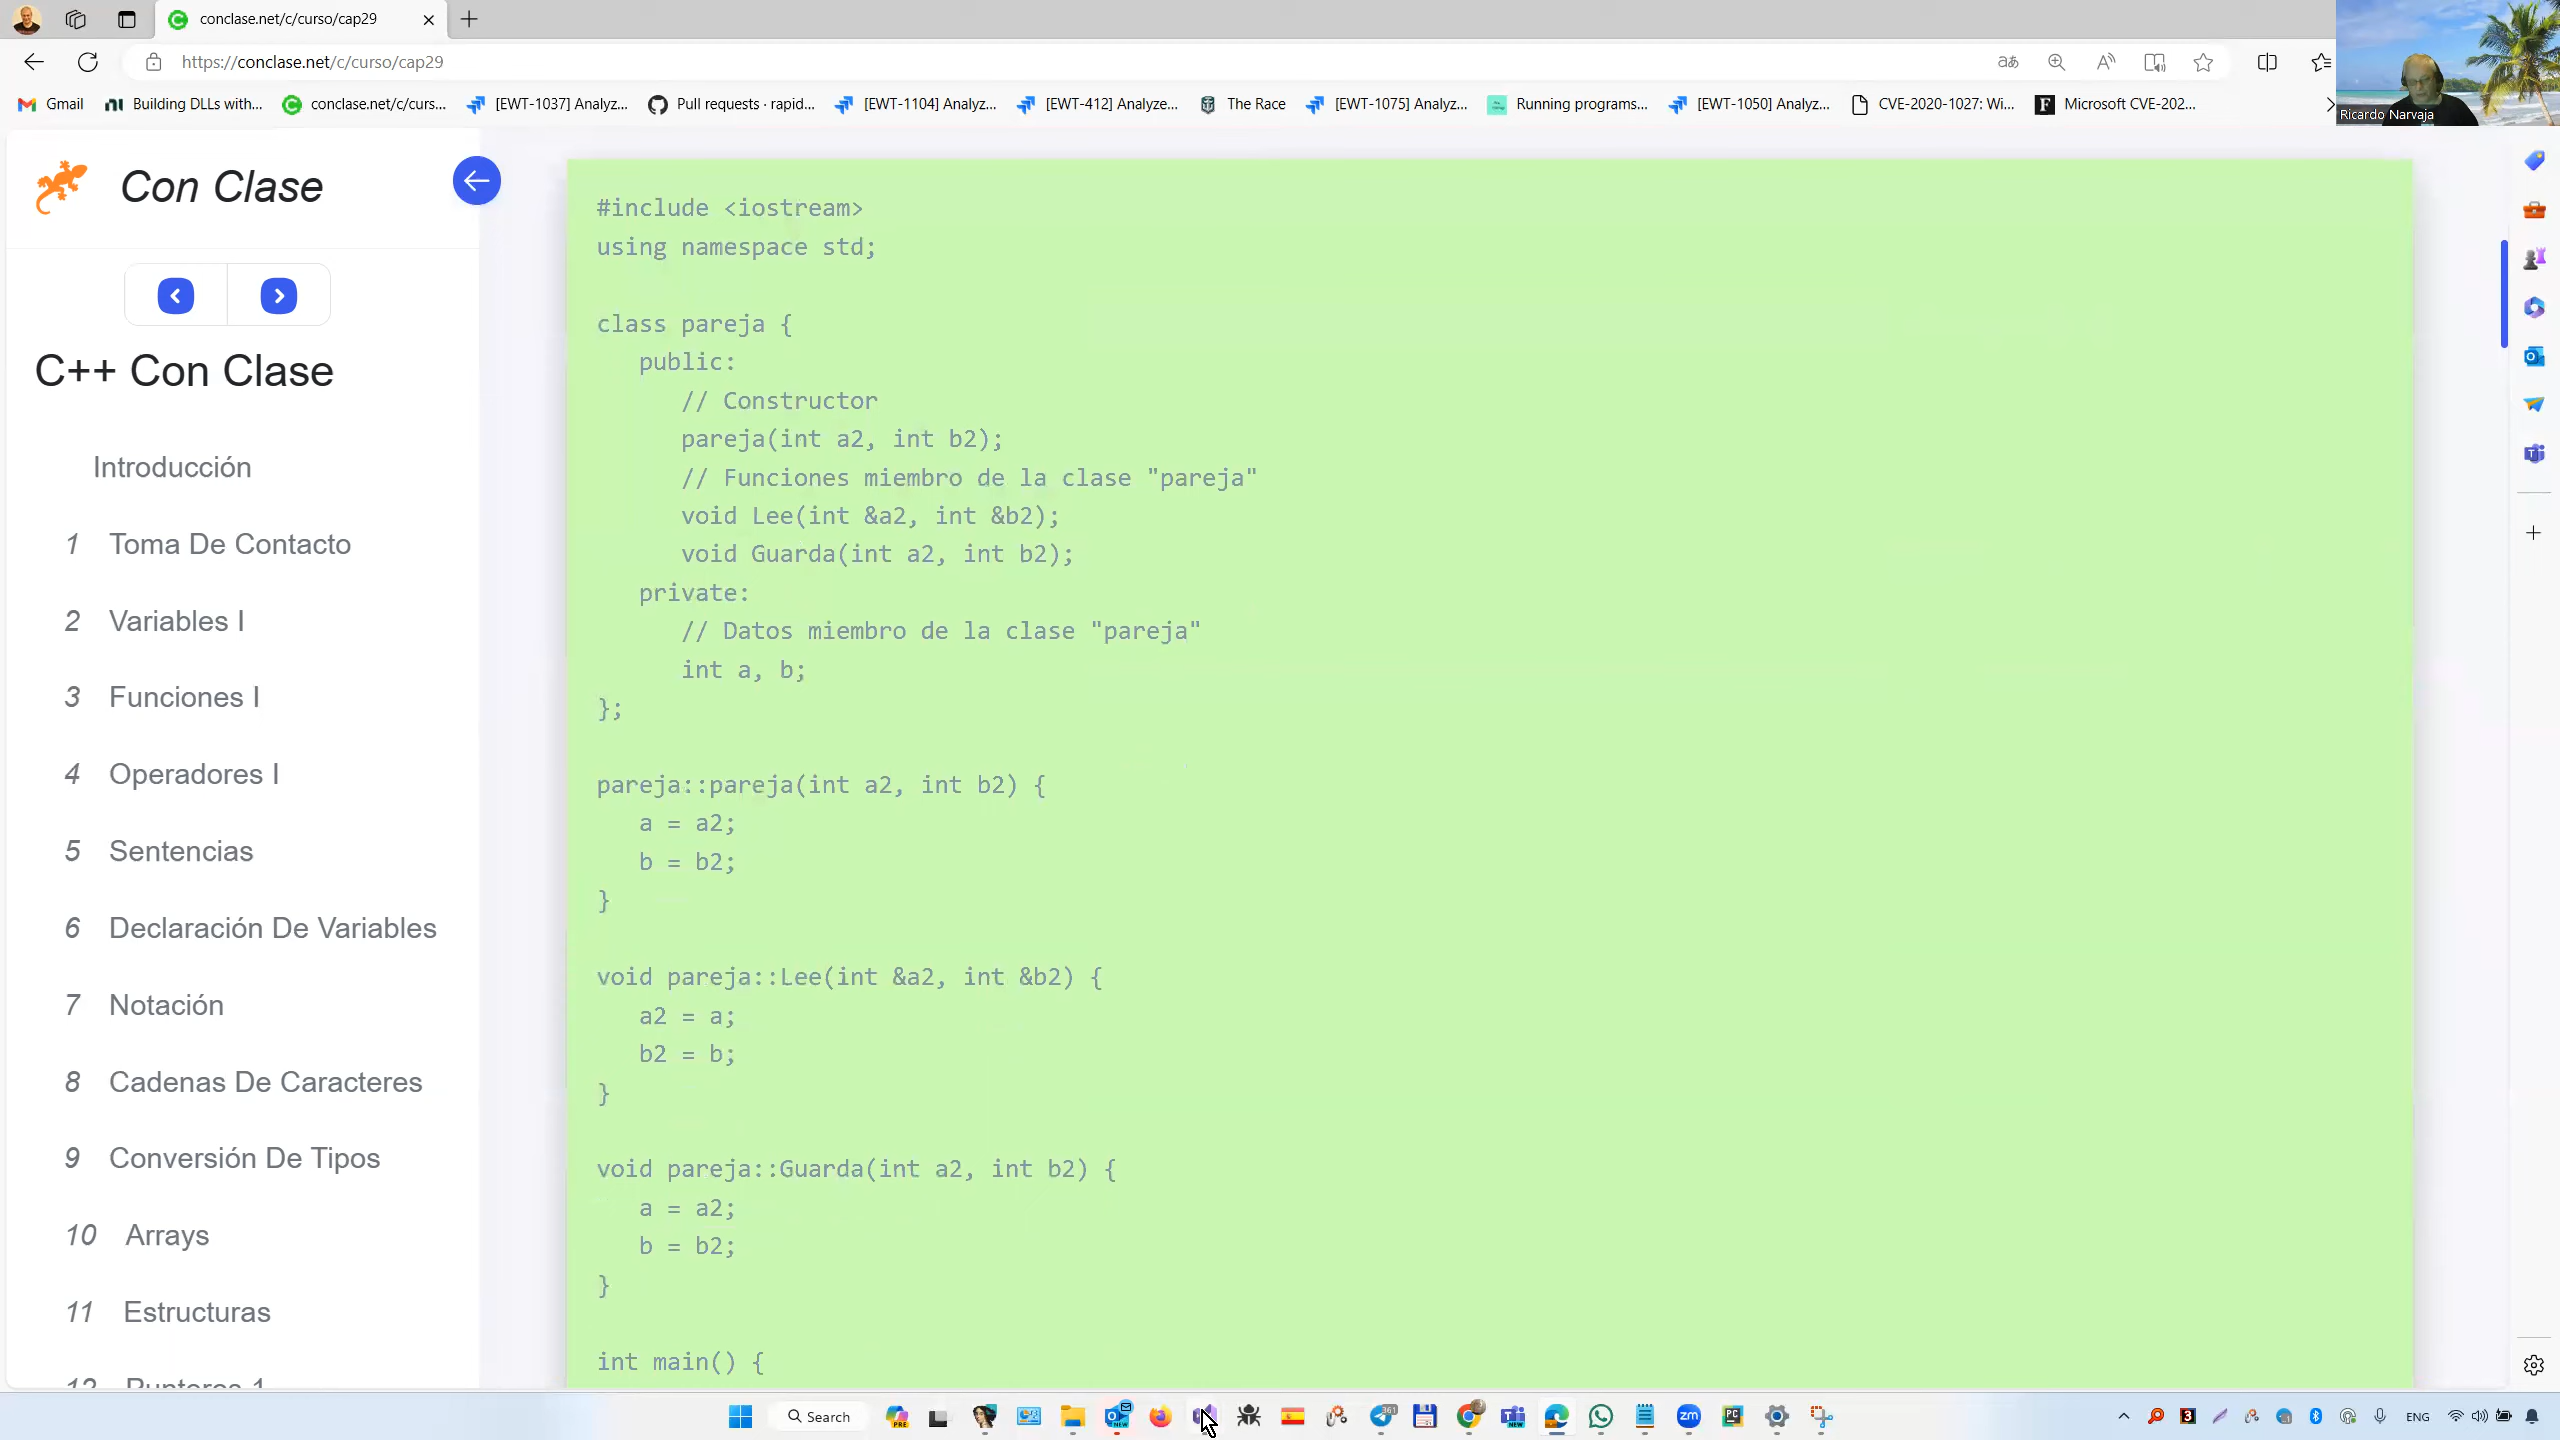 conclase.net/c/curso/cap29
https://conclase.net/c/curso/cap29
Gmail
Building DLLs with...
conclase.net/c/curs...
[EWT-1037] Analyz...
Pull requests · rapid...
[EWT-1104] Analyz...
[EWT-412] Analyze...
The Race
[EWT-1075] Analyz...
Running programs...
[EWT-1050] Analyz...
CVE-2020-1027: Wi...
Microsoft CVE-202...
Ricardo Narvaja
Con Clase
C++ Con Clase
Introducción
1 Toma De Contacto
2 Variables I
3 Funciones I
4 Operadores I
5 Sentencias
6 Declaración De Variables
7 Notación
8 Cadenas De Caracteres
9 Conversión De Tipos
10 Arrays
11 Estructuras
12 Punteros 1
#include <iostream>
using namespace std;
class pareja {
public:
// Constructor
pareja(int a2, int b2);
// Funciones miembro de la clase "pareja"
void Lee(int &a2, int &b2);
void Guarda(int a2, int b2);
private:
// Datos miembro de la clase "pareja"
int a, b;
};
pareja::pareja(int a2, int b2) {
a = a2;
b = b2;
}
void pareja::Lee(int &a2, int &b2) {
a2 = a;
b2 = b;
}
void pareja::Guarda(int a2, int b2) {
a = a2;
b = b2;
}
int main() {
Search
ENG